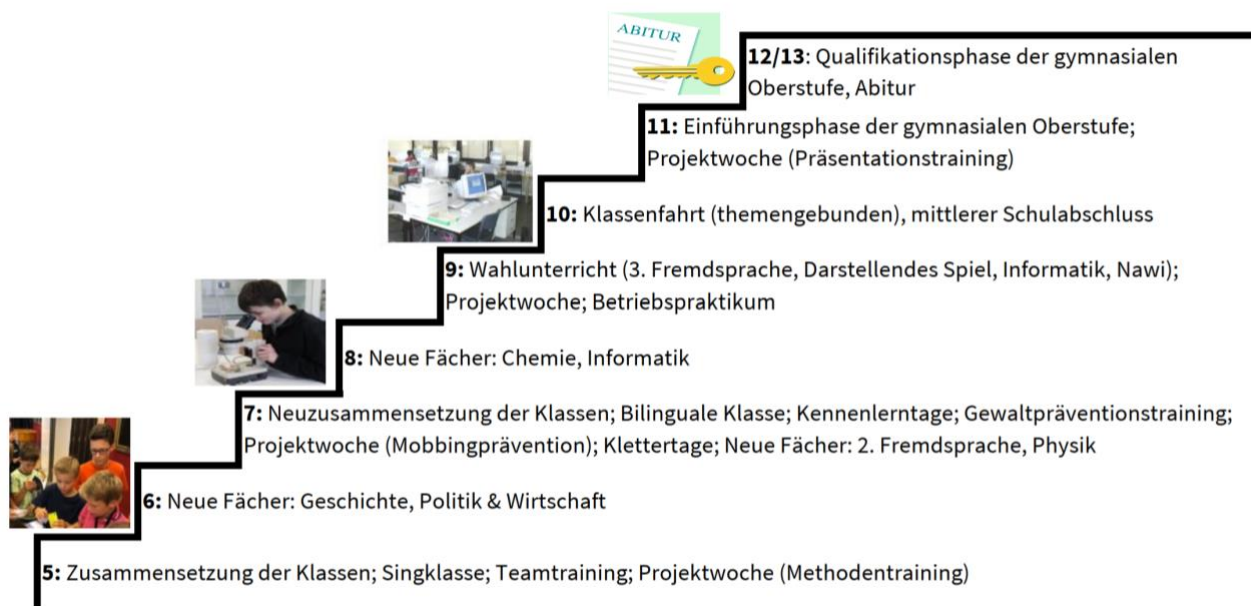 ABITUR
12/13: Qualifikationsphase der gymnasialen
Oberstufe, Abitur
11: Einführungsphase der gymnasialen Oberstufe;
Projektwoche (Präsentationstraining)
10: Klassenfahrt (themengebunden), mittlerer Schulabschluss
9: Wahlunterricht (3. Fremdsprache, Darstellendes Spiel, Informatik, Nawi);
Projektwoche; Betriebspraktikum
8: Neue Fächer: Chemie, Informatik
7: Neuzusammensetzung der Klassen; Bilinguale Klasse; Kennenlerntage; Gewaltpräventionstraining;
Projektwoche (Mobbingprävention); Klettertage; Neue Fächer: 2. Fremdsprache, Physik
6: Neue Fächer: Geschichte, Politik & Wirtschaft
5: Zusammensetzung der Klassen; Singklasse; Teamtraining; Projektwoche (Methodentraining)